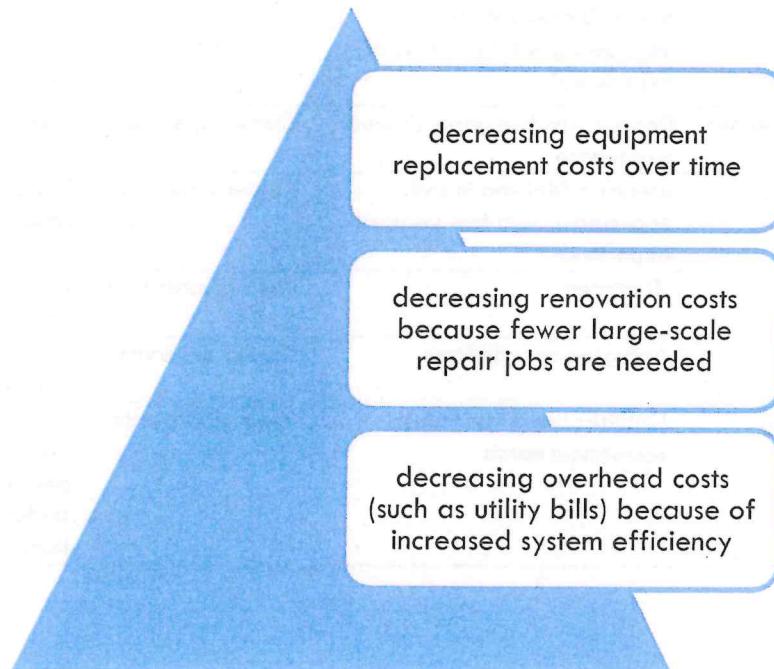 decreasing equipment
replacement costs over time
decreasing renovation costs
because fewer large-scale
repair jobs are needed
decreasing overhead costs
(such as utility bills) because of
increased system efficiency